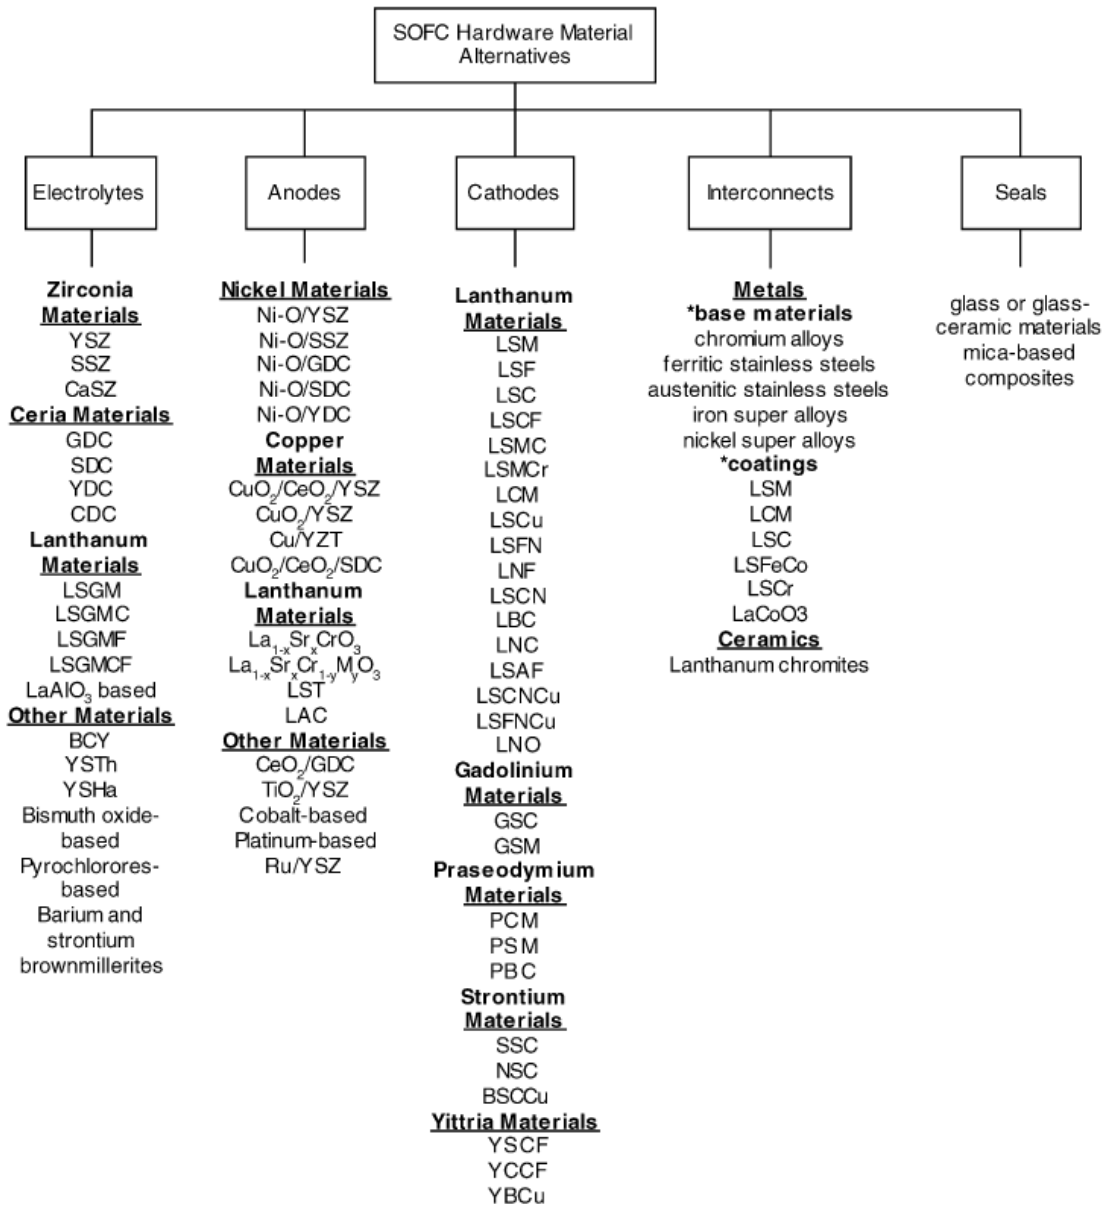 SOFC Hardware Material
Alternatives
Electrolytes
Anodes
Cathodes
Interconnects
Seals
Zirconia
Materials
YSZ
SSZ
CaSZ
Ceria Materials
GDC
SDC
YDC
CDC
Lanthanum
Materials
LSGM
LSGMC
LSGMF
LSGMCF
LaAlO₃ based
Other Materials
BCY
YSTh
YSHa
Bismuth oxide-
based
Pyrochlorores-
based
Barium and
strontium
brownmillerites
Nickel Materials
Ni-O/YSZ
Ni-O/SSZ
Ni-O/GDC
Ni-O/SDC
Ni-O/YDC
Copper
Materials
CuO₂/CeO₂/YSZ
CuO₂/YSZ
Cu/YZT
CuO₂/CeO₂/SDC
Lanthanum
Materials
La₁₋ₓSrₓCrO₃
La₁₋ₓSrₓCr₁₋yMyO₃
LST
LAC
Other Materials
CeO₂/GDC
TiO₂/YSZ
Cobalt-based
Platinum-based
Ru/YSZ
Lanthanum
Materials
LSM
LSF
LSC
LSCF
LSMC
LSMCr
LCM
LSCu
LSFN
LNF
LSCN
LBC
LNC
LSAF
LSCNCu
LSFNCu
LNO
Gadolinium
Materials
GSC
GSM
Praseodymium
Materials
PCM
PSM
PBC
Strontium
Materials
SSC
NSC
BSCCu
Yittria Materials
YSCF
YCCF
YBCu
Metals
*base materials
chromium alloys
ferritic stainless steels
austenitic stainless steels
iron super alloys
nickel super alloys
*coatings
LSM
LCM
LSC
LSFeCo
LSCr
LaCoO3
Ceramics
Lanthanum chromites
glass or glass-
ceramic materials
mica-based
composites